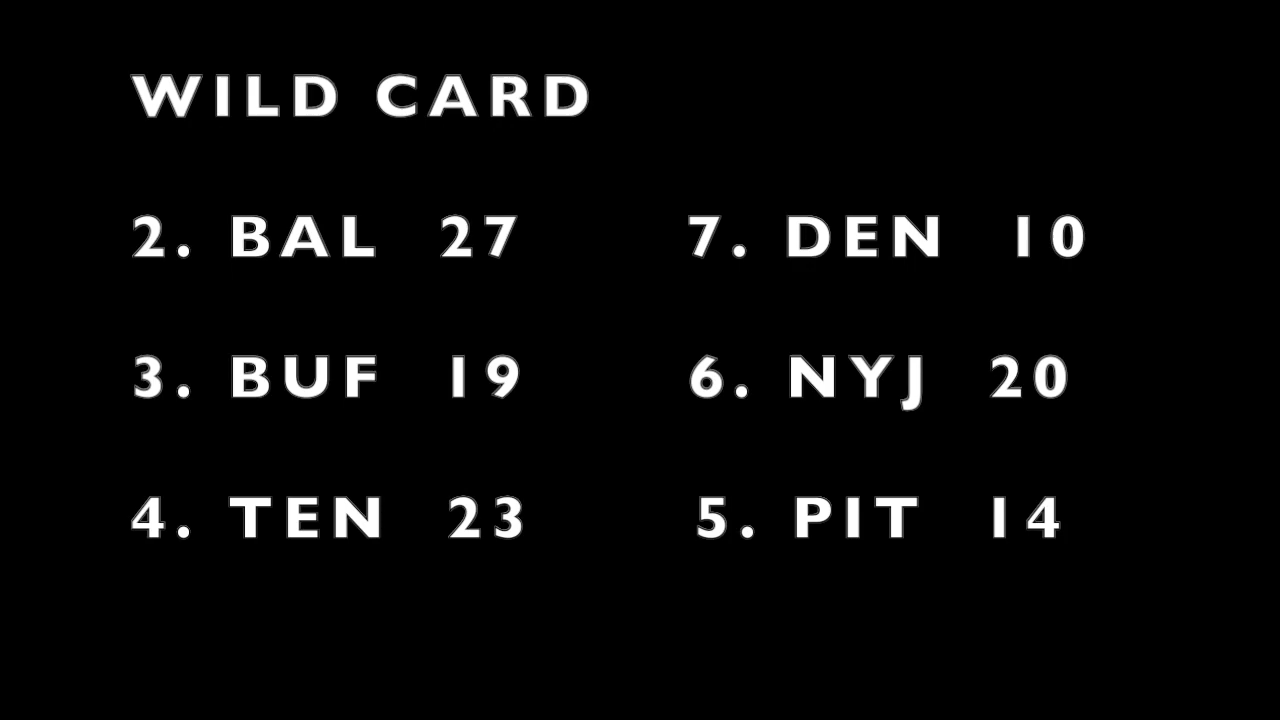 WILD CARD
2. BAL 27 7. DEN 10
3. BUF 19 6. NYJ 20
4. TEN 23 5. PIT 14